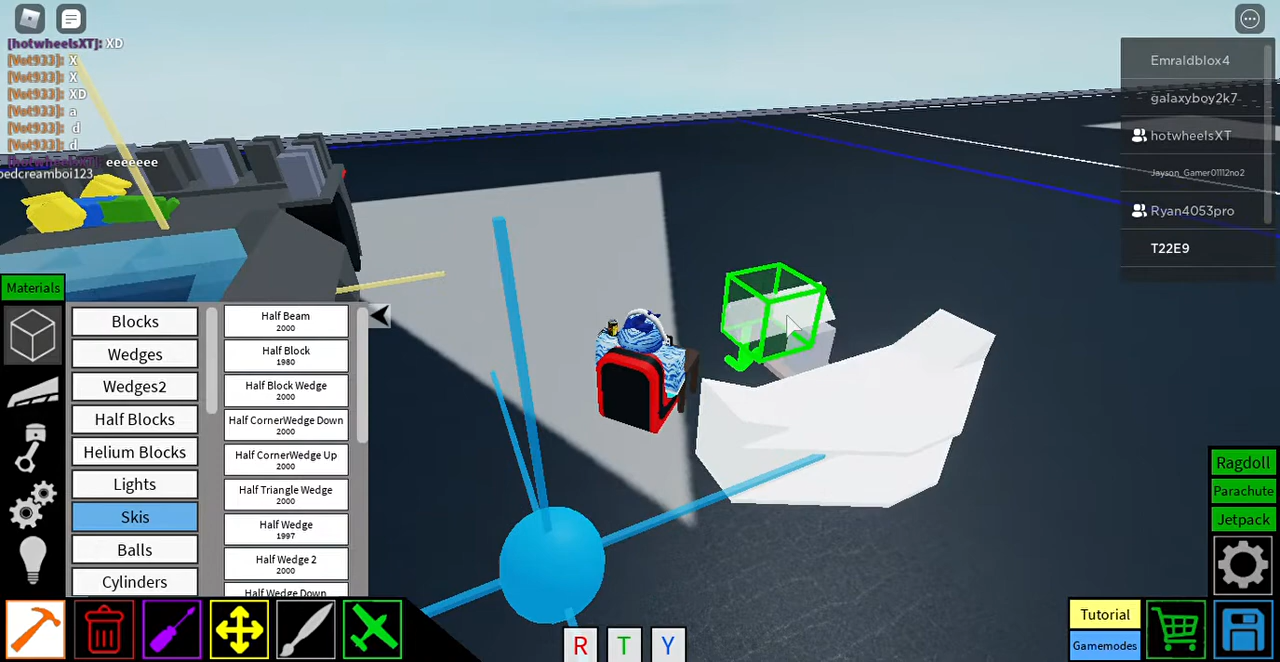 [hotwheelsXT]: XD
[Vot933]: X
[Vot933]: X
[Vot933]: XD
[Vot933]: a
[Vot933]: d
[Vot933]: d
[hotwheelsXT]: eeeeeee
pedcreamboi123
Emraldblox4
galaxyboy2k7
hotwheelsXT
Jayson_Gamer01112no2
Ryan4053pro
T22E9
Materials
Blocks
Wedges
Wedges2
Half Blocks
Helium Blocks
Lights
Skis
Balls
Cylinders
Half Beam
2000
Half Block
1980
Half Block Wedge
2000
Half CornerWedge Down
2000
Half CornerWedge Up
2000
Half Triangle Wedge
2000
Half Wedge
1997
Half Wedge 2
2000
Half Wedge Down
Ragdoll
Parachute
Jetpack
Tutorial
Gamemodes
R T Y